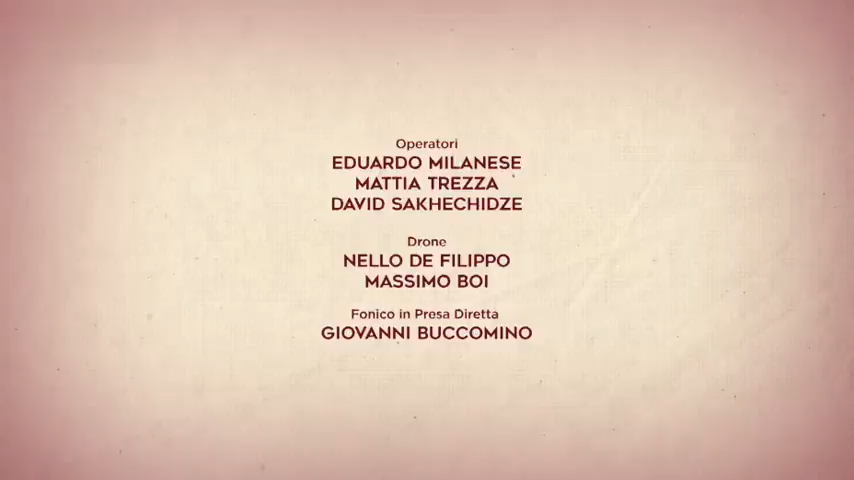 Operatori
EDUARDO MILANESE
MATTIA TREZZA
DAVID SAKHECHIDZE
Drone
NELLO DE FILIPPO
MASSIMO BOI
Fonico in Presa Diretta
GIOVANNI BUCCOMINO